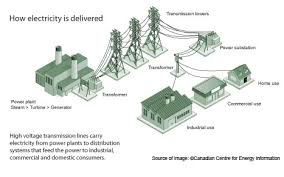 How electricity is delivered
Transmission towers
Power substation
Transformer
Transformer
Commercial use
Home use
Industrial use
Power plant
Steam > Turbine > Generator
High voltage transmission lines carry
electricity from power plants to distribution
systems that feed the power to industrial,
commercial and domestic consumers.
Source of image: @Canadian Centre for Energy Information